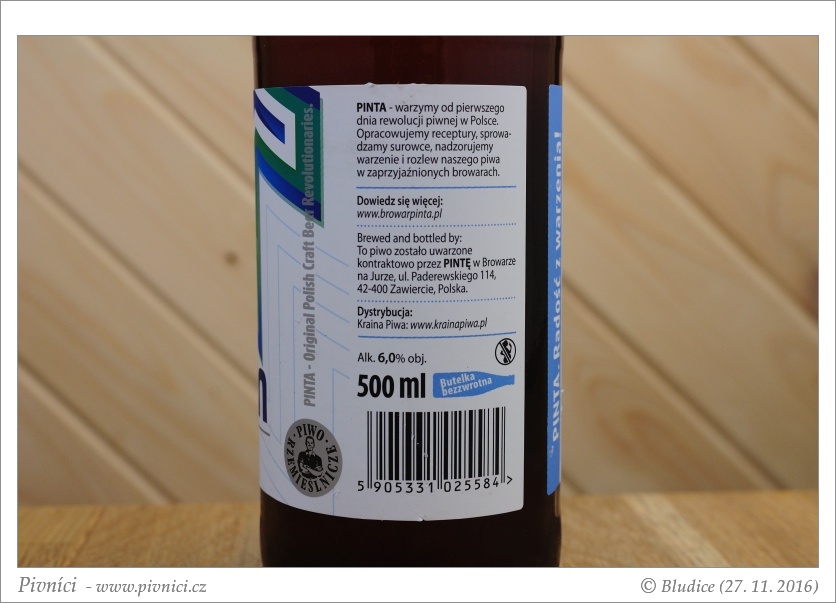 PINTA - warzymy od pierwszego
dnia rewolucji piwnej w Polsce.
Opracowujemy receptury, sprowa-
dzamy surowce, nadzorujemy
warzenie i rozlew naszego piwa
w zaprzyjaźnionych browarach.
Dowiedz się więcej:
www.browarpinta.pl
Brewed and bottled by:
To piwo zostało uwarzone
kontraktowo przez PINTĘ w Browarze
na Jurze, ul. Paderewskiego 114,
42-400 Zawiercie, Polska.
Dystrybucja:
Kraina Piwa: www.krainapiwa.pl
Alk. 6,0% obj.
500 ml
Butelka
bezzwrotna
5 905331 025584 >
PINTA - Original Polish Craft Beer Revolutionaries.
PIWO
RZEMIEŚLNICZE
PINTA. Radość z warzenia!
Pivníci - www.pivnici.cz
© Bludice (27. 11. 2016)